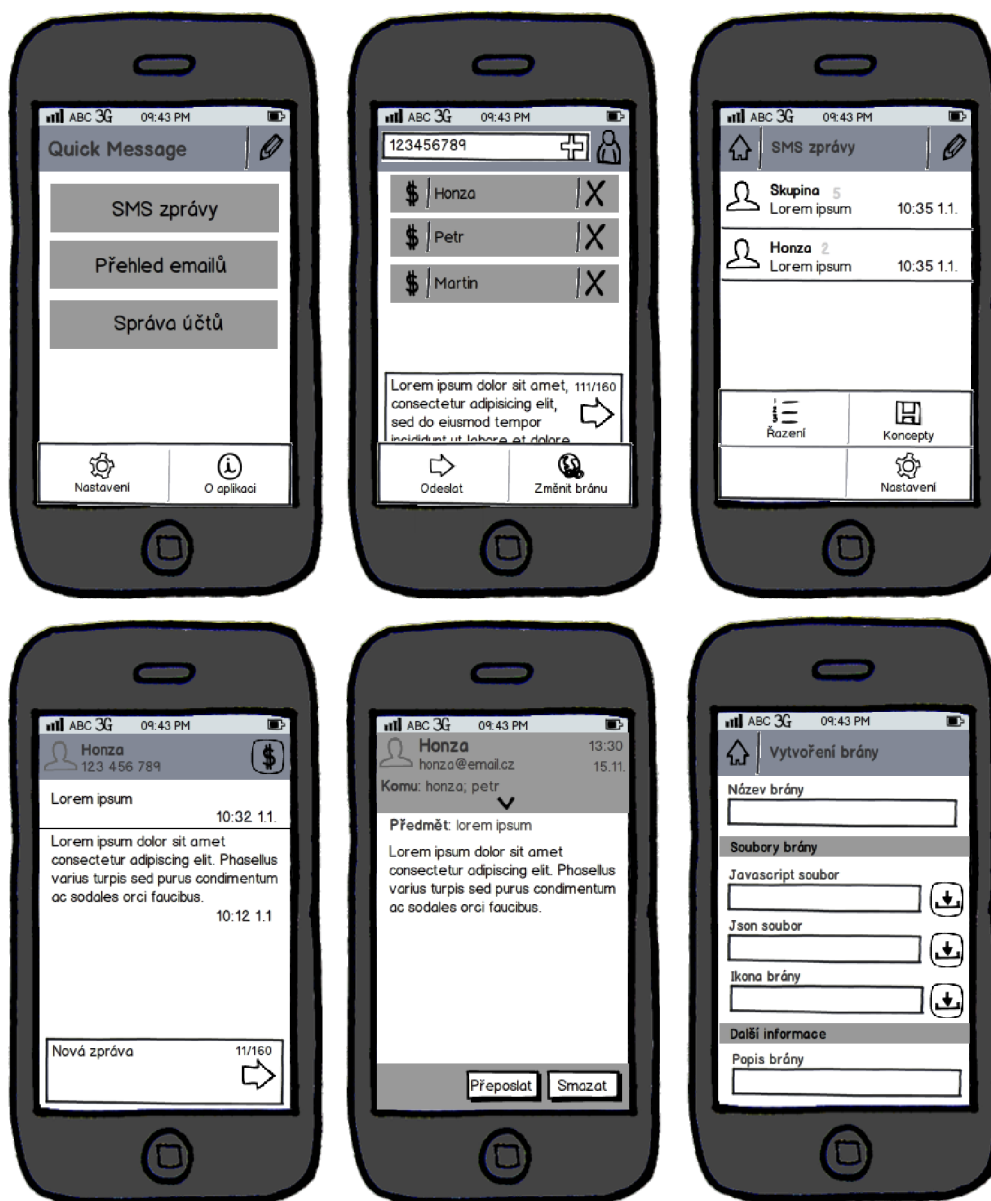 ABC 3G 09:43 PM
Quick Message
SMS zprávy
Přehled emailů
Správa účtů
Nastavení
O aplikaci
ABC 3G 09:43 PM
123456789
$ Honza X
$ Petr X
$ Martin X
Lorem ipsum dolor sit amet, 111/160
consectetur adipisicing elit,
sed do eiusmod tempor
incididunt ut labore et dolore
Odeslat
Změnit bránu
ABC 3G 09:43 PM
SMS zprávy
Skupina 5
Lorem ipsum 10:35 1.1.
Honza 2
Lorem ipsum 10:35 1.1.
Řazení
Koncepty
Nastavení
ABC 3G 09:43 PM
Honza
123 456 789 $
Lorem ipsum
10:32 1.1.
Lorem ipsum dolor sit amet
consectetur adipiscing elit. Phasellus
varius turpis sed purus condimentum
ac sodales orci faucibus.
10:12 1.1
Nová zpráva 11/160
ABC 3G 09:43 PM
Honza 13:30
honza@email.cz 15.11.
Komu: honza; petr
Předmět: lorem ipsum
Lorem ipsum dolor sit amet
consectetur adipiscing elit. Phasellus
varius turpis sed purus condimentum
ac sodales orci faucibus.
Přeposlat
Smazat
ABC 3G 09:43 PM
Vytvoření brány
Název brány
Soubory brány
Javascript soubor
Json soubor
Ikona brány
Další informace
Popis brány